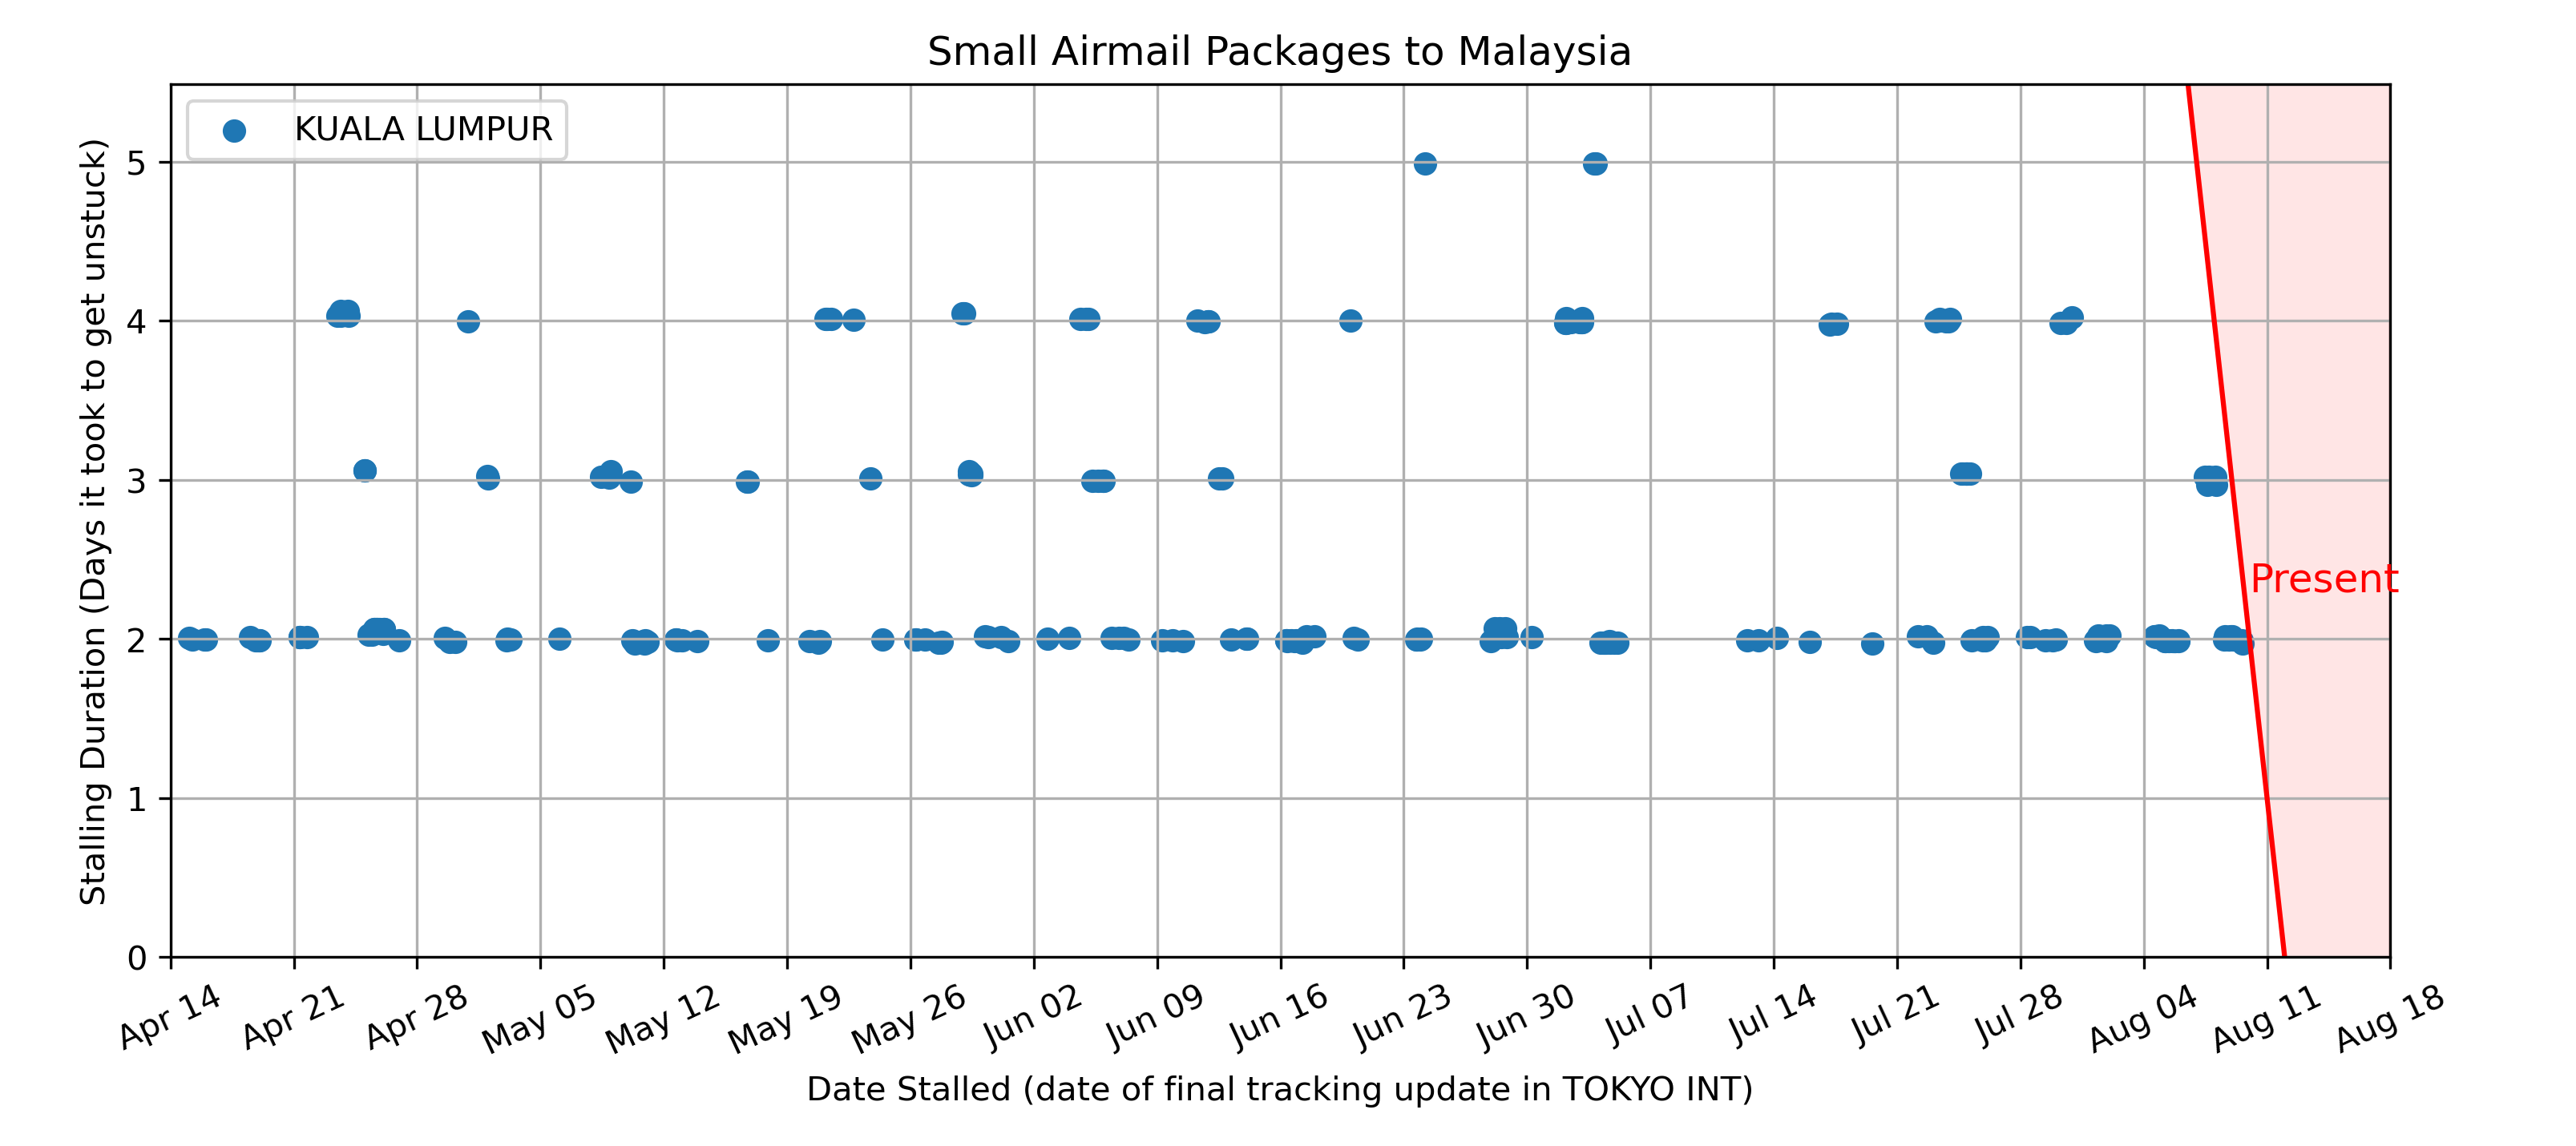 Small Airmail Packages to Malaysia
KUALA LUMPUR
Stalling Duration (Days it took to get unstuck)
5
4
3
2
1
0
Present
Apr 14
Apr 21
Apr 28
May 05
May 12
May 19
May 26
Jun 02
Jun 09
Jun 16
Jun 23
Jun 30
Jul 07
Jul 14
Jul 21
Jul 28
Aug 04
Aug 11
Aug 18
Date Stalled (date of final tracking update in TOKYO INT)